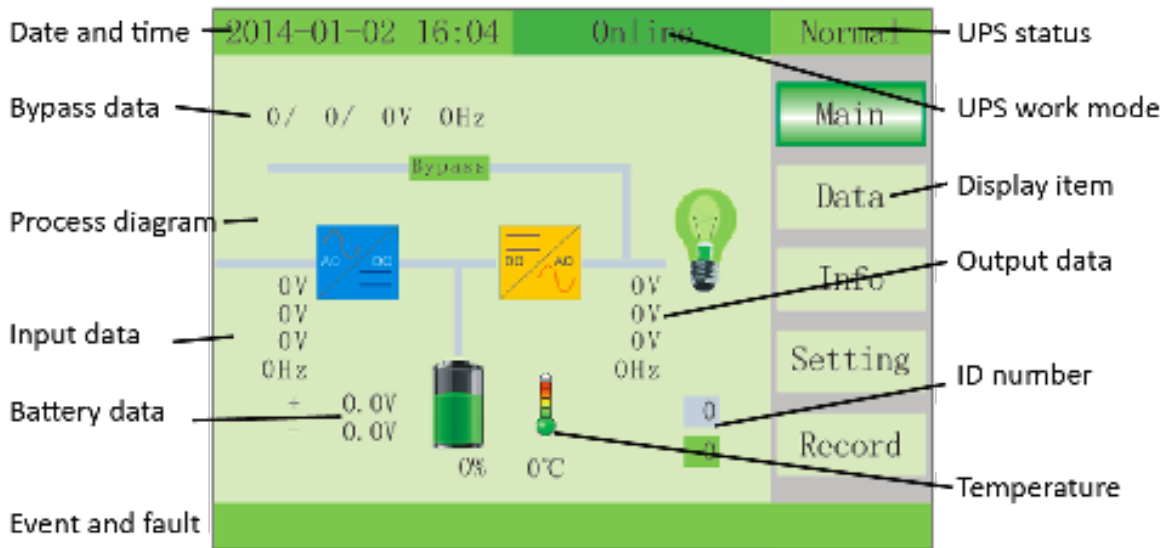 Date and time
2014-01-02 16:04
Online
Normal
UPS status
Bypass data
0/ 0/ 0V 0Hz
Main
UPS work mode
Bypass
Process diagram
Data
Display item
AC DC
DC AC
Output data
0V
0V
0V
0Hz
0V
0V
0V
0Hz
Info
Input data
Setting
ID number
Battery data
+ 0.0V
- 0.0V
0
0
Record
0%
0℃
Temperature
Event and fault